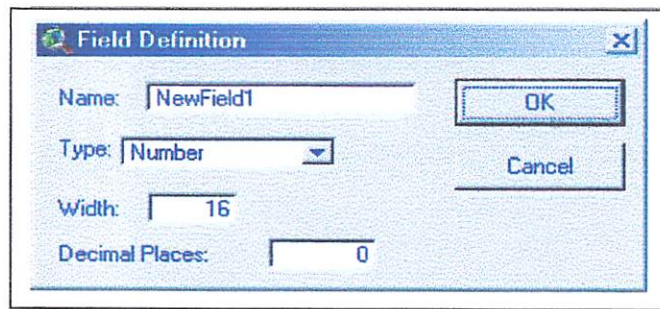 Field Definition
Name: NewField1
OK
Type: Number
Cancel
Width: 16
Decimal Places: 0